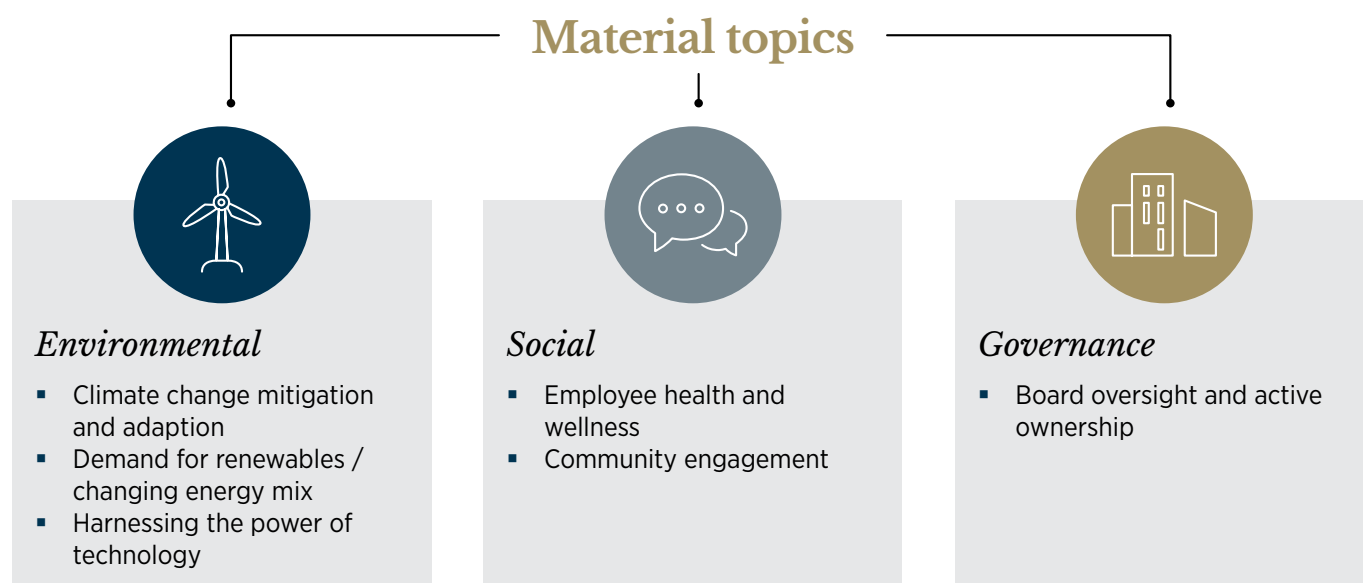 Material topics
Environmental
▪ Climate change mitigation
and adaption
▪ Demand for renewables /
changing energy mix
▪ Harnessing the power of
technology
Social
▪ Employee health and
wellness
▪ Community engagement
Governance
▪ Board oversight and active
ownership